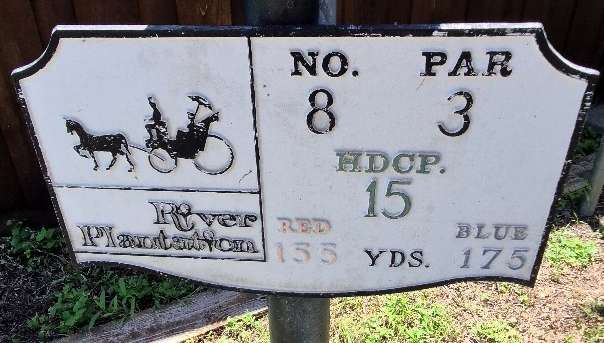 NO. PAR
8 3
HDCP.
15
River
Plantation
RED BLUE
155 YDS. 175